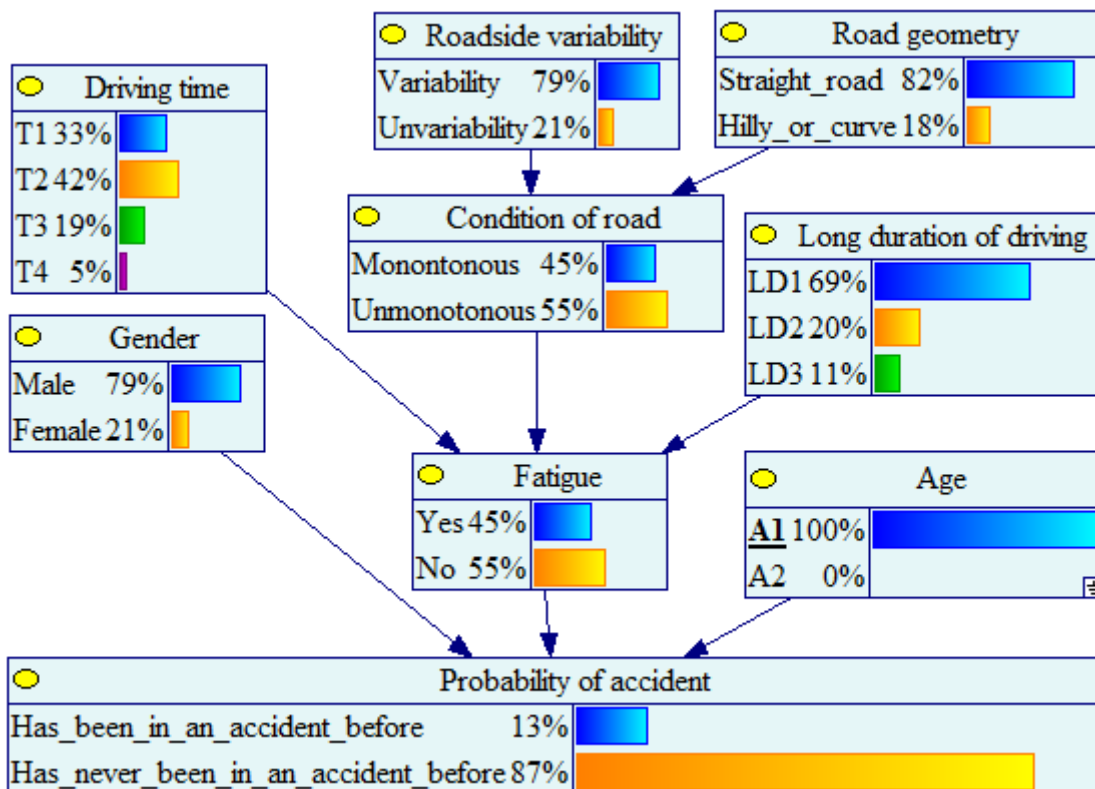 Roadside variability
Variability 79%
Unvariability 21%
Road geometry
Straight_road 82%
Hilly_or_curve 18%
Driving time
T1 33%
T2 42%
T3 19%
T4 5%
Condition of road
Monontonous 45%
Unmonotonous 55%
Long duration of driving
LD1 69%
LD2 20%
LD3 11%
Gender
Male 79%
Female 21%
Fatigue
Yes 45%
No 55%
Age
A1 100%
A2 0%
Probability of accident
Has_been_in_an_accident_before 13%
Has_never_been_in_an_accident_before 87%